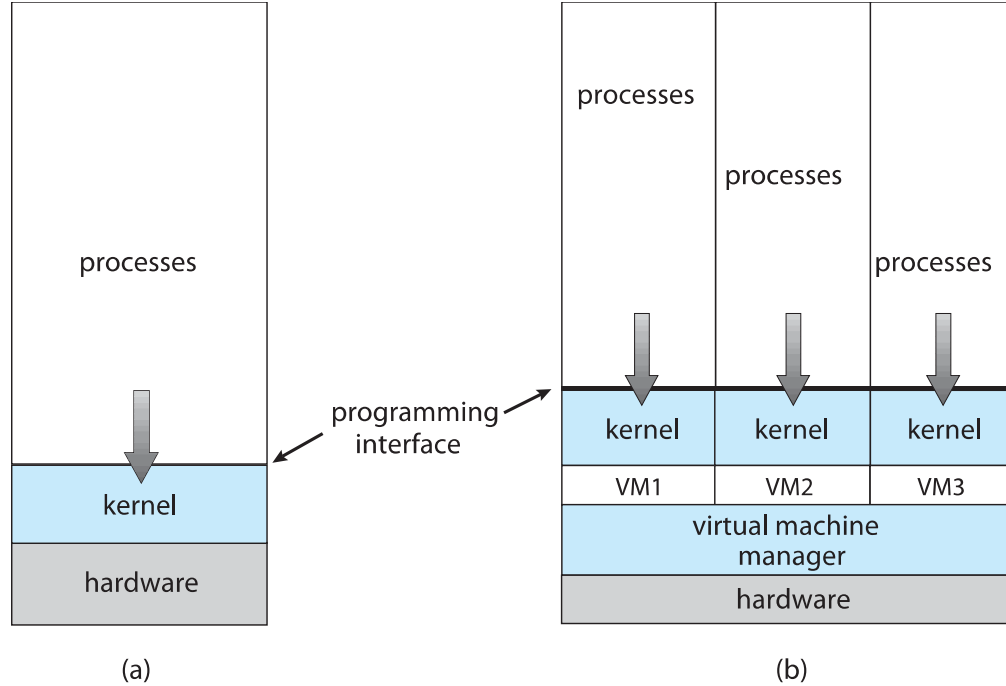 processes
kernel
hardware
(a)
programming
interface
processes
processes
processes
kernel
kernel
kernel
VM1
VM2
VM3
virtual machine
manager
hardware
(b)